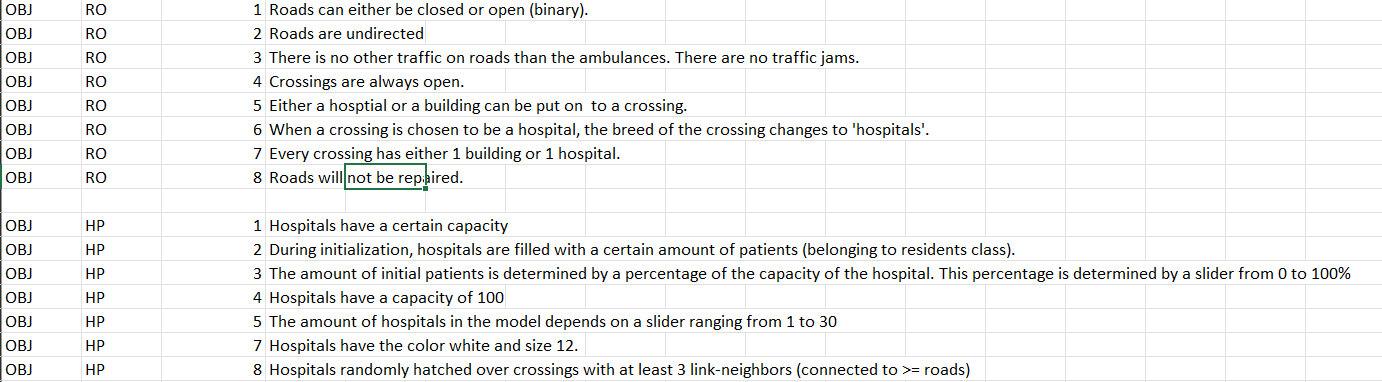 OBJ RO 1 Roads can either be closed or open (binary).
OBJ RO 2 Roads are undirected
OBJ RO 3 There is no other traffic on roads than the ambulances. There are no traffic jams.
OBJ RO 4 Crossings are always open.
OBJ RO 5 Either a hosptial or a building can be put on  to a crossing.
OBJ RO 6 When a crossing is chosen to be a hospital, the breed of the crossing changes to 'hospitals'.
OBJ RO 7 Every crossing has either 1 building or 1 hospital.
OBJ RO 8 Roads will not be repaired.
OBJ HP 1 Hospitals have a certain capacity
OBJ HP 2 During initialization, hospitals are filled with a certain amount of patients (belonging to residents class).
OBJ HP 3 The amount of initial patients is determined by a percentage of the capacity of the hospital. This percentage is determined by a slider from 0 to 100%
OBJ HP 4 Hospitals have a capacity of 100
OBJ HP 5 The amount of hospitals in the model depends on a slider ranging from 1 to 30
OBJ HP 7 Hospitals have the color white and size 12.
OBJ HP 8 Hospitals randomly hatched over crossings with at least 3 link-neighbors (connected to >= roads)